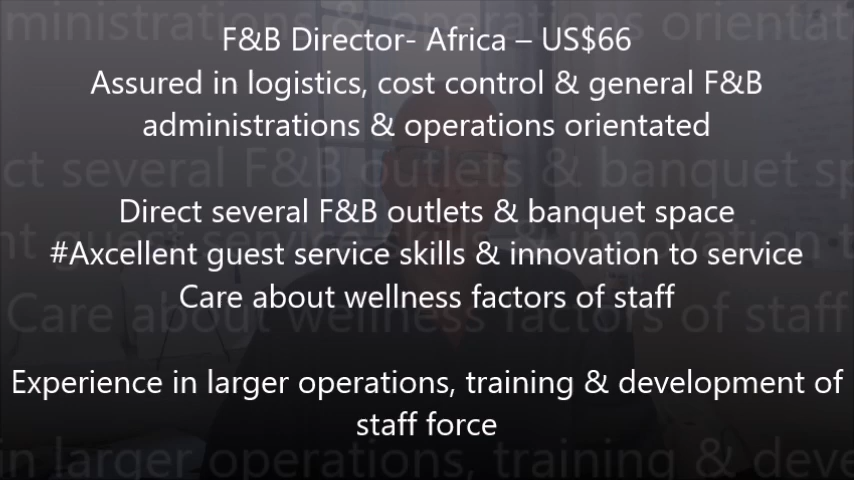 F&B Director- Africa – US$66
Assured in logistics, cost control & general F&B
administrations & operations orientated
Direct several F&B outlets & banquet space
#Axcellent guest service skills & innovation to service
Care about wellness factors of staff
Experience in larger operations, training & development of
staff force